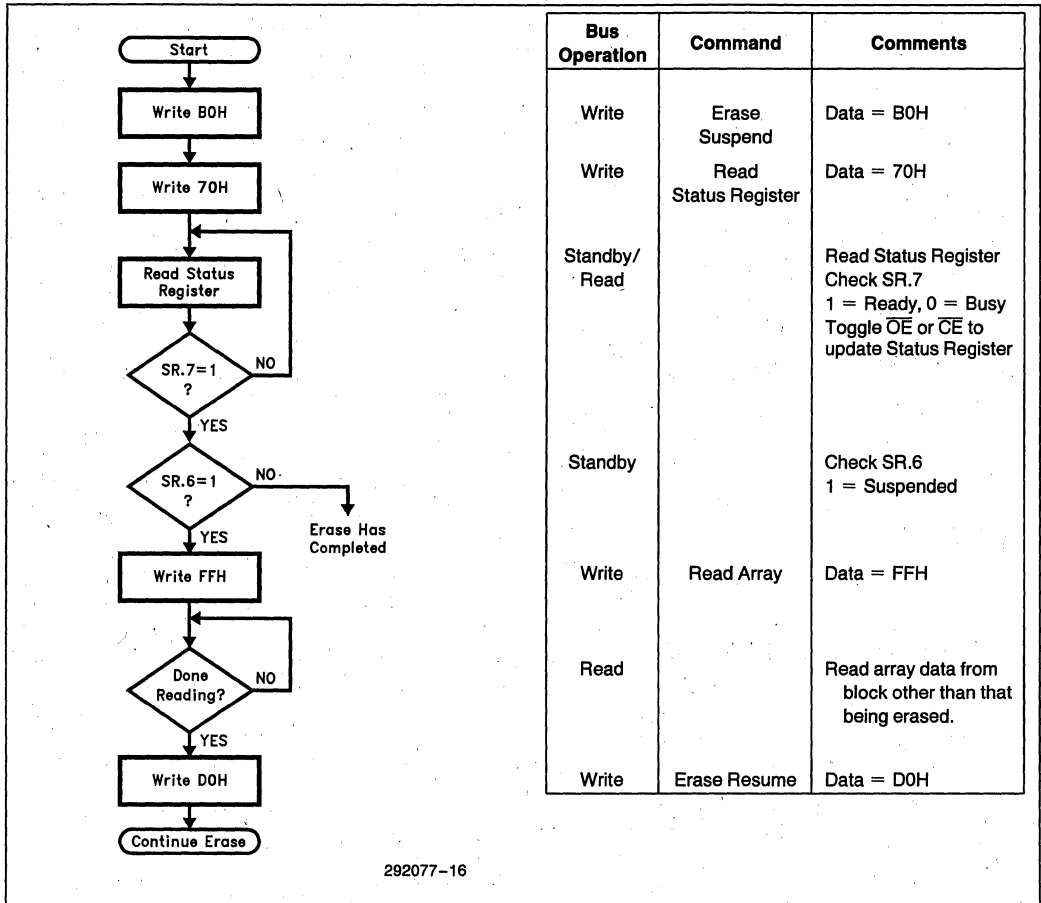 Start
Write B0H
Write 70H
Read Status
Register
SR.7=1
?
NO
YES
SR.6=1
?
NO
Erase Has
Completed
YES
Write FFH
Done
Reading?
NO
YES
Write D0H
Continue Erase
292077-16
Bus
Operation
Command
Comments
Write
Erase
Suspend
Data = B0H
Write
Read
Status Register
Data = 70H
Standby/
Read
Read Status Register
Check SR.7
1 = Ready, 0 = Busy
Toggle O̅E̅ or C̅E̅ to
update Status Register
Standby
Check SR.6
1 = Suspended
Write
Read Array
Data = FFH
Read
Read array data from
block other than that
being erased.
Write
Erase Resume
Data = D0H